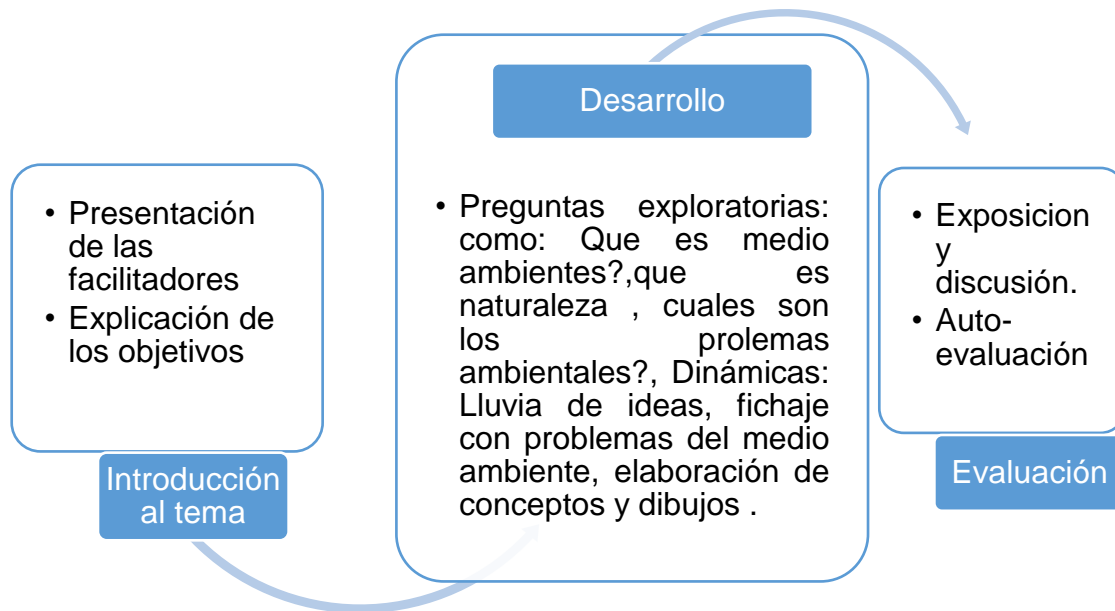 • Presentación
de las
facilitadores
• Explicación de
los objetivos
Introducción
al tema
Desarrollo
• Preguntas exploratorias:
como: Que es medio
ambientes?,que es
naturaleza , cuales son
los prolemas
ambientales?, Dinámicas:
Lluvia de ideas, fichaje
con problemas del medio
ambiente, elaboración de
conceptos y dibujos .
• Exposicion
y
discusión.
• Auto-
evaluación
Evaluación